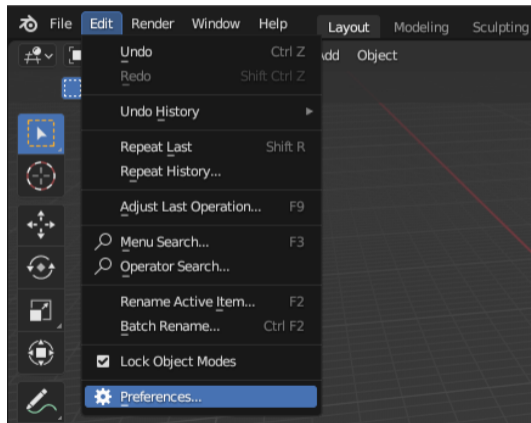 File Edit Render Window Help Layout Modeling Sculpting
Undo Ctrl Z
Add Object
Redo Shift Ctrl Z
Undo History
Repeat Last Shift R
Repeat History...
Adjust Last Operation... F9
Menu Search... F3
Operator Search...
Rename Active Item... F2
Batch Rename... Ctrl F2
Lock Object Modes
Preferences...